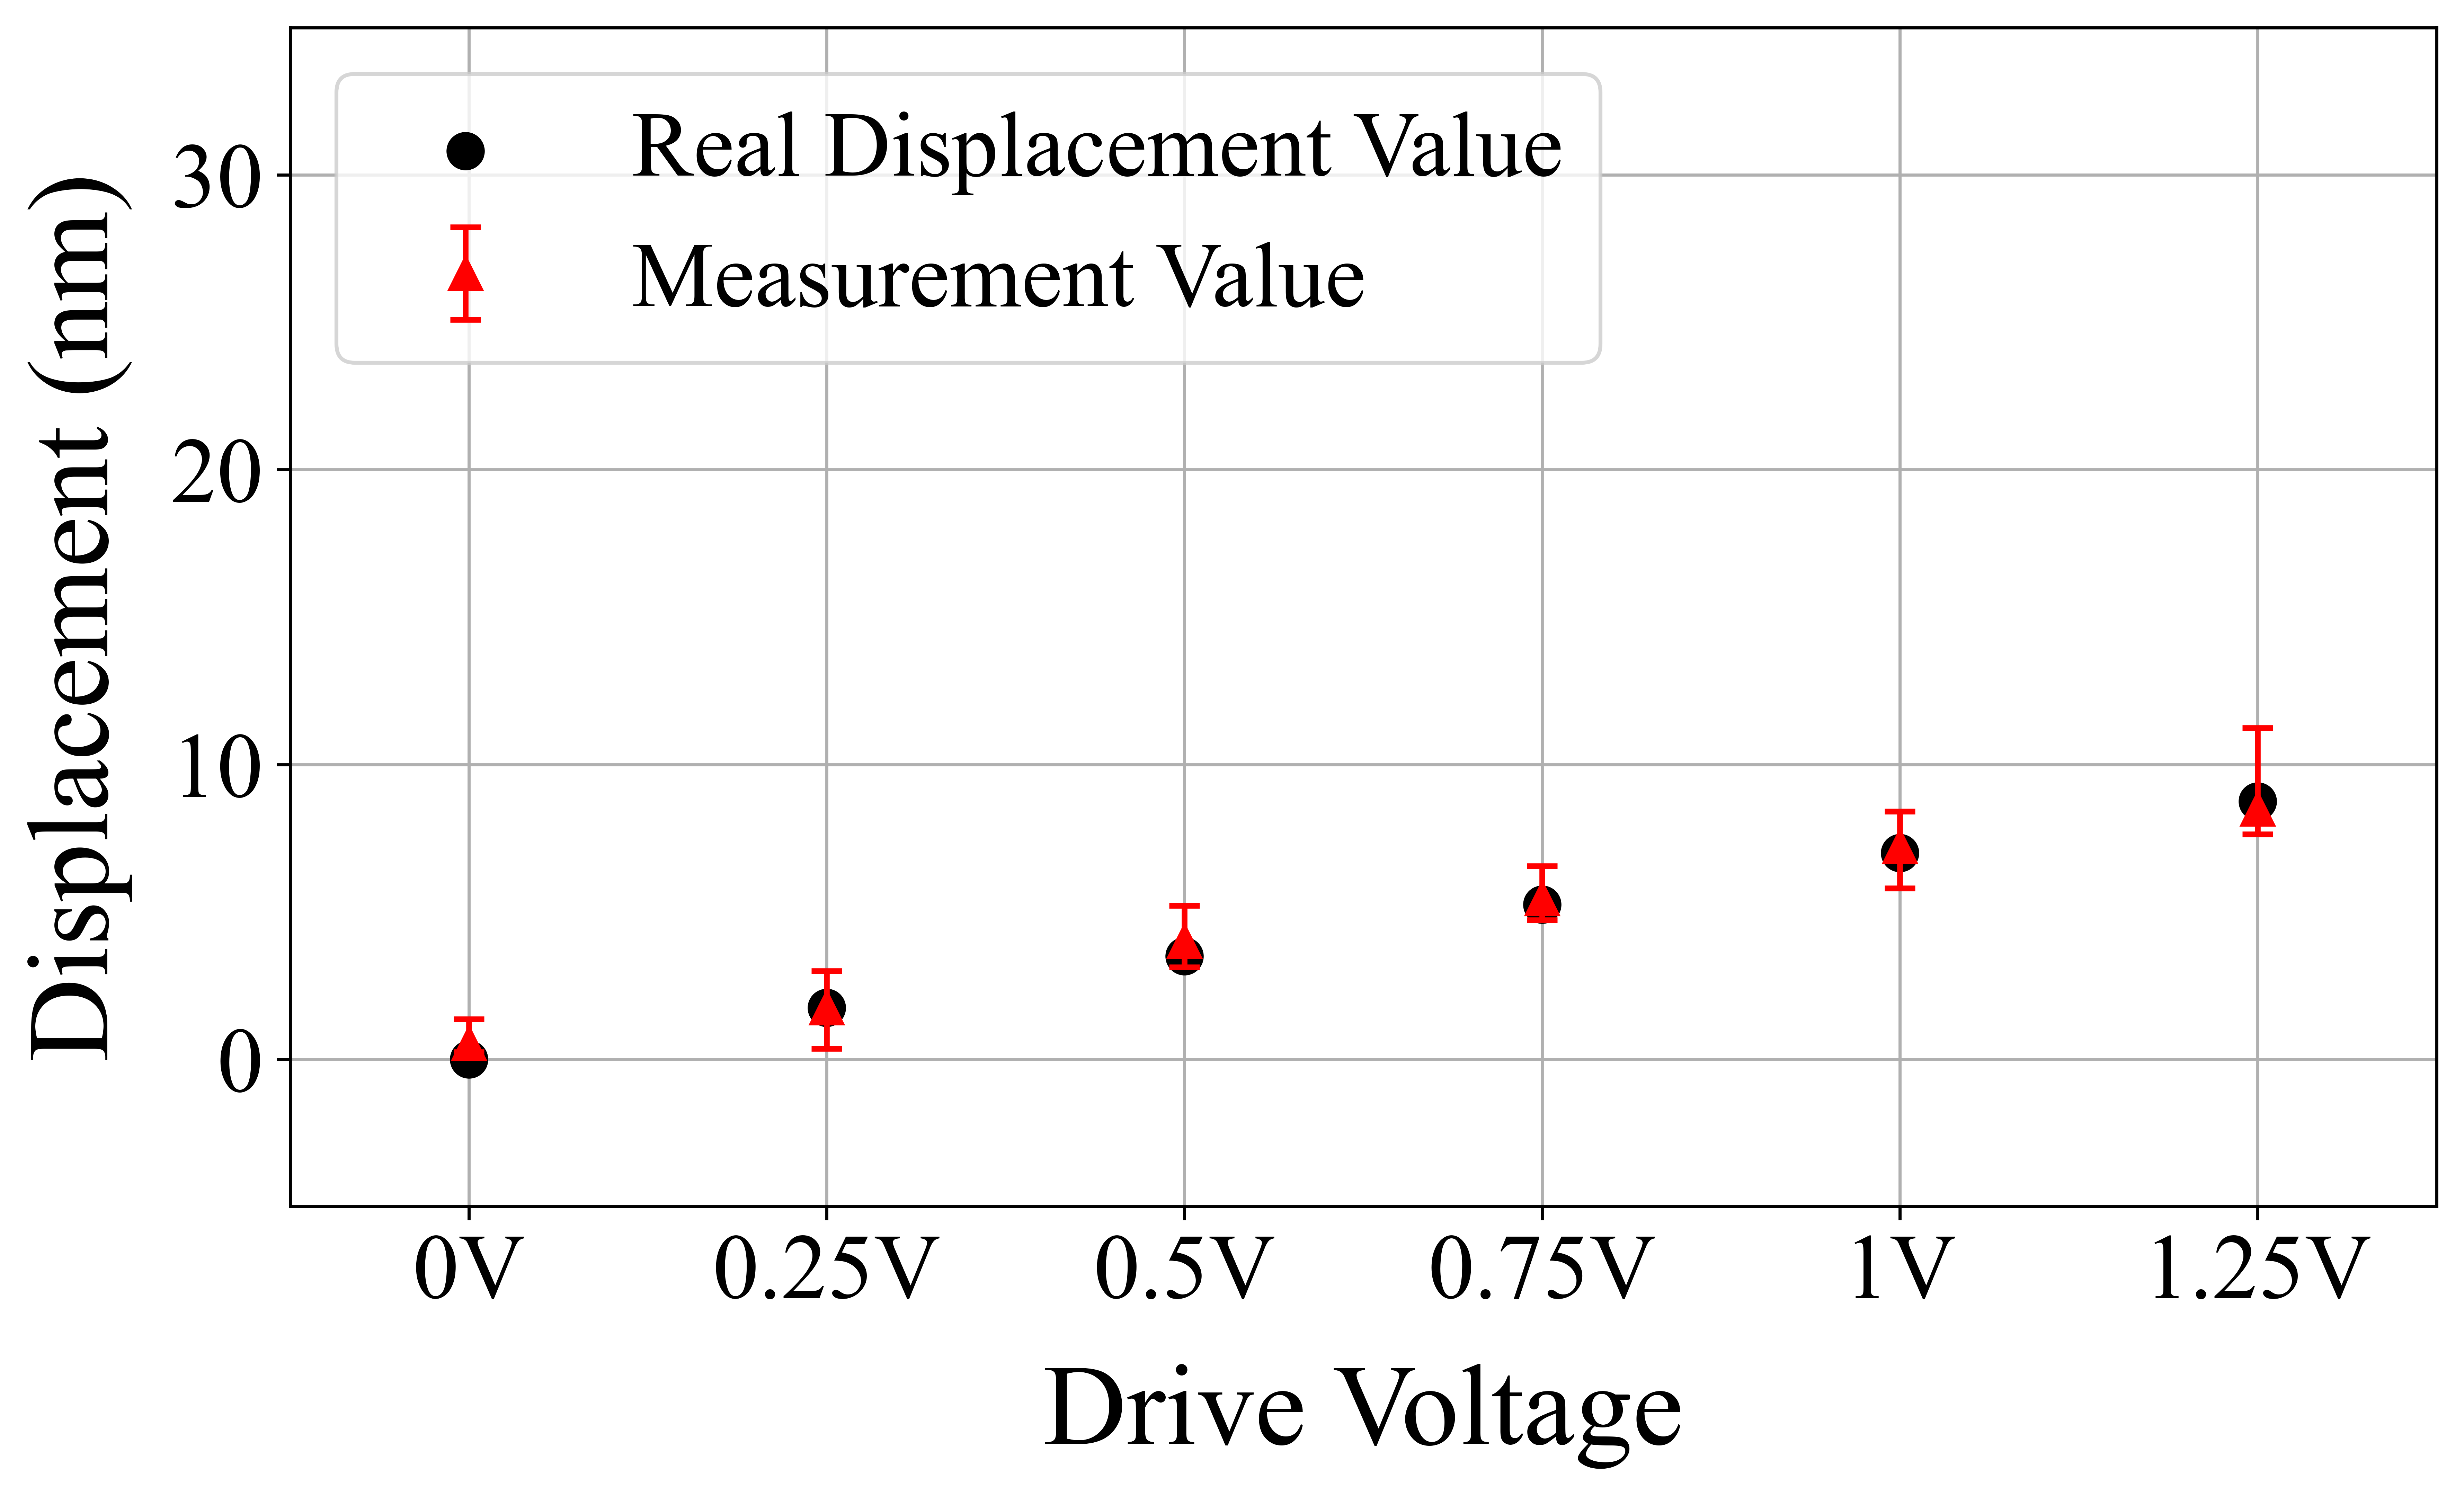 Real Displacement Value
Measurement Value
Displacement (nm)
30
20
10
0
0V 0.25V 0.5V 0.75V 1V 1.25V
Drive Voltage